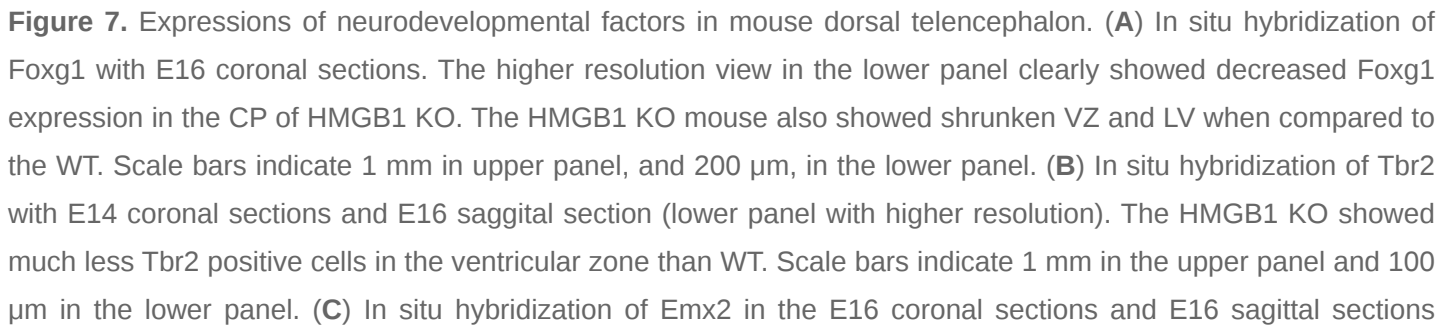 Figure 7. Expressions of neurodevelopmental factors in mouse dorsal telencephalon. (A) In situ hybridization of
Foxg1 with E16 coronal sections. The higher resolution view in the lower panel clearly showed decreased Foxg1
expression in the CP of HMGB1 KO. The HMGB1 KO mouse also showed shrunken VZ and LV when compared to
the WT. Scale bars indicate 1 mm in upper panel, and 200 μm, in the lower panel. (B) In situ hybridization of Tbr2
with E14 coronal sections and E16 saggital section (lower panel with higher resolution). The HMGB1 KO showed
much less Tbr2 positive cells in the ventricular zone than WT. Scale bars indicate 1 mm in the upper panel and 100
μm in the lower panel. (C) In situ hybridization of Emx2 in the E16 coronal sections and E16 sagittal sections